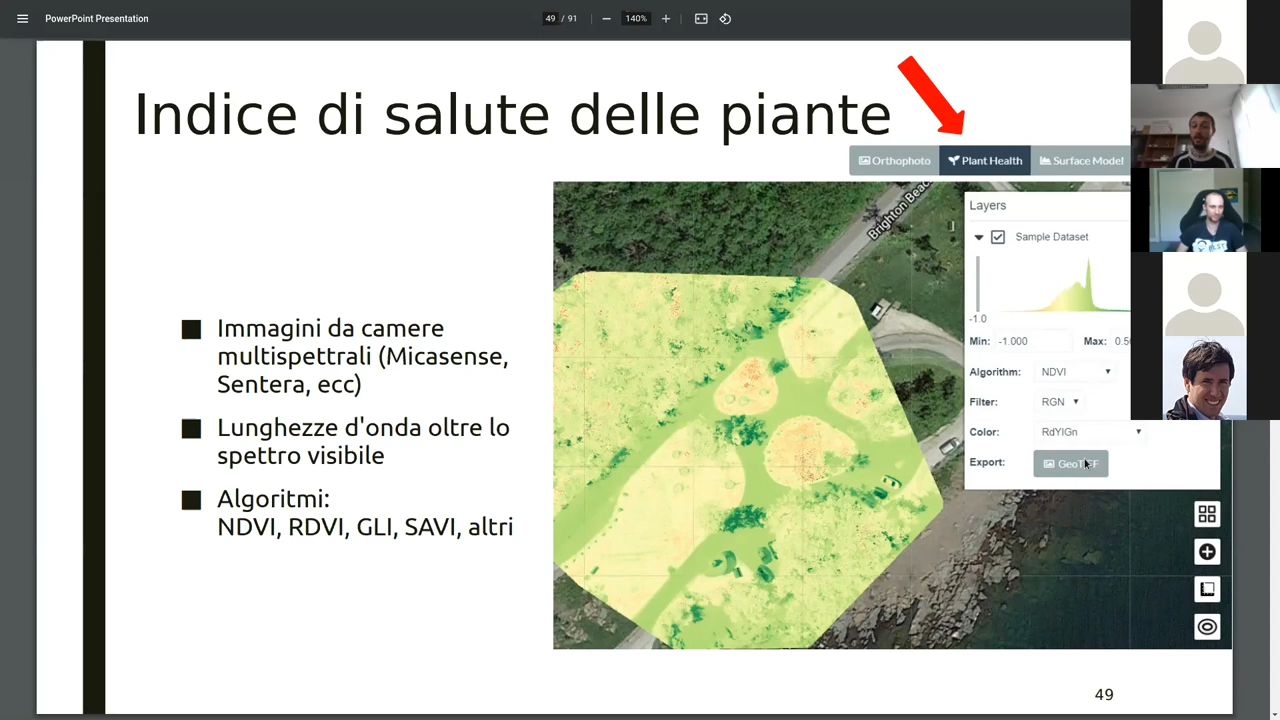 PowerPoint Presentation
49 / 91
140%
Indice di salute delle piante
Orthophoto
Plant Health
Surface Model
Brighton
Layers
Sample Dataset
-1.0
Min: -1.000
Max:
Algorithm: NDVI
Filter: RGN
Color: RdYlGn
Export: GeoTIFF
Immagini da camere
multispettrali (Micasense,
Sentera, ecc)
Lunghezze d'onda oltre lo
spettro visibile
Algoritmi:
NDVI, RDVI, GLI, SAVI, altri
49